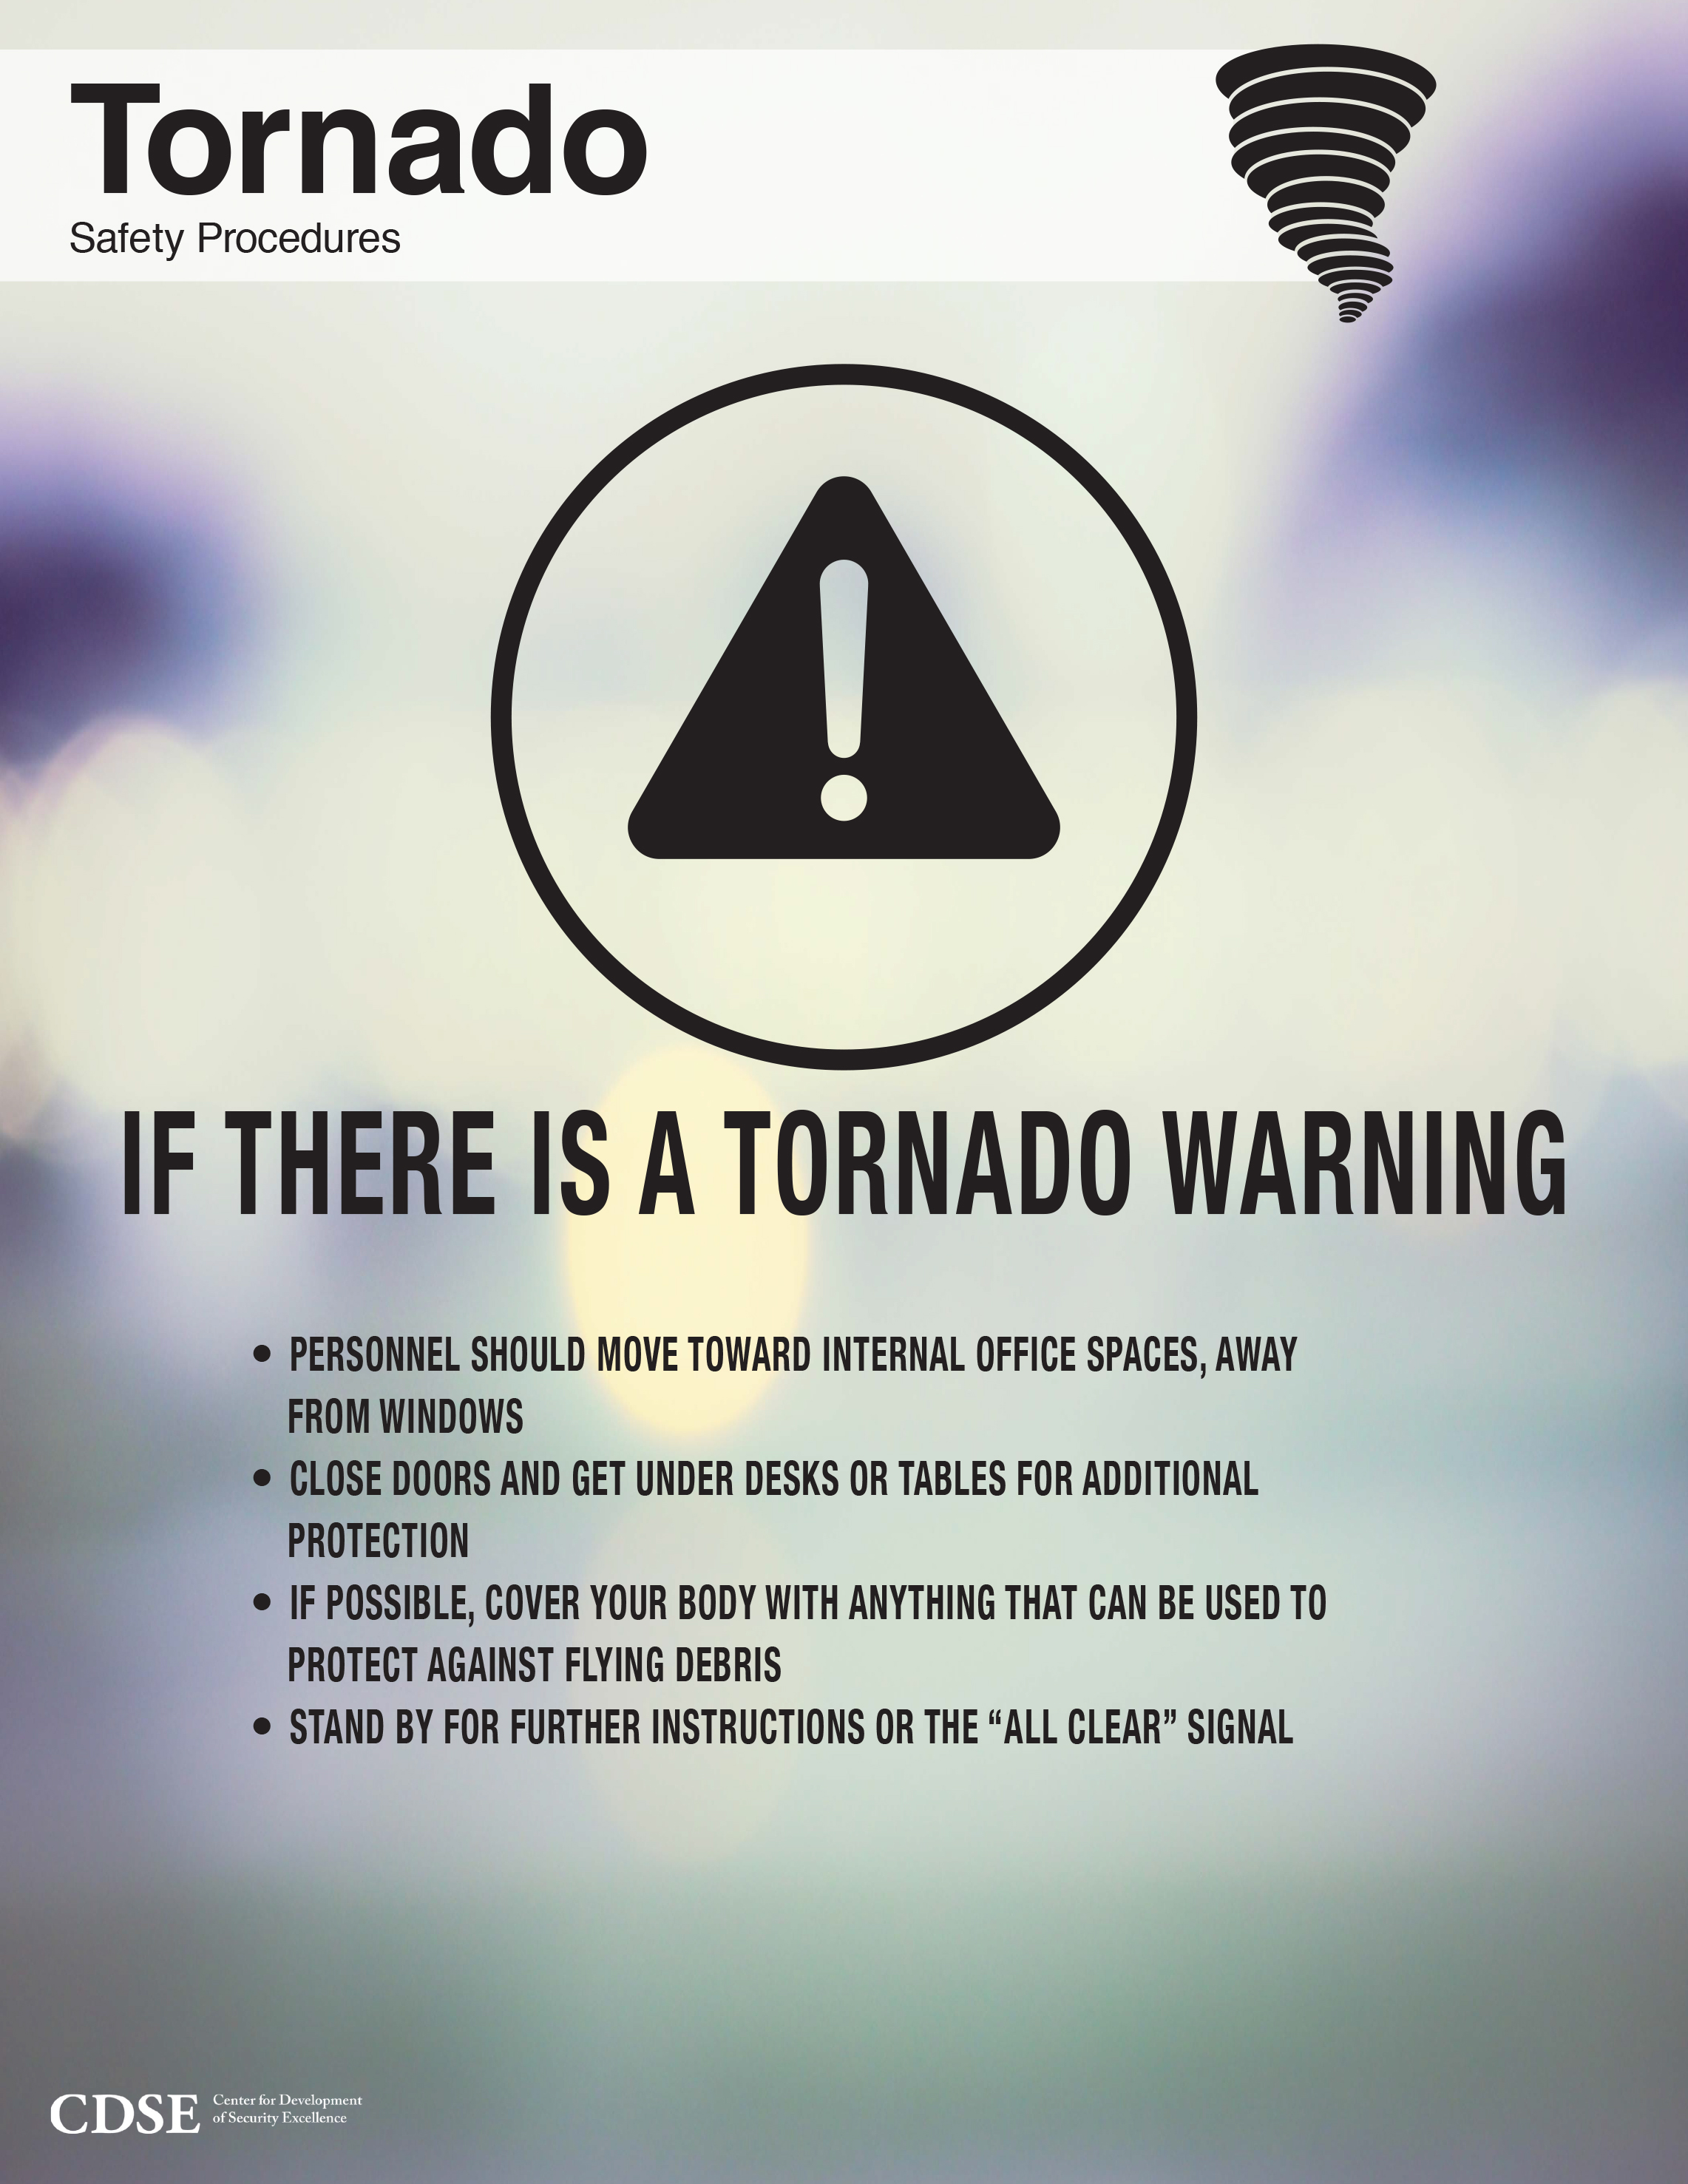 Tornado
Safety Procedures
IF THERE IS A TORNADO WARNING
• PERSONNEL SHOULD MOVE TOWARD INTERNAL OFFICE SPACES, AWAY
FROM WINDOWS
• CLOSE DOORS AND GET UNDER DESKS OR TABLES FOR ADDITIONAL
PROTECTION
• IF POSSIBLE, COVER YOUR BODY WITH ANYTHING THAT CAN BE USED TO
PROTECT AGAINST FLYING DEBRIS
• STAND BY FOR FURTHER INSTRUCTIONS OR THE “ALL CLEAR” SIGNAL
CDSE
Center for Development
of Security Excellence